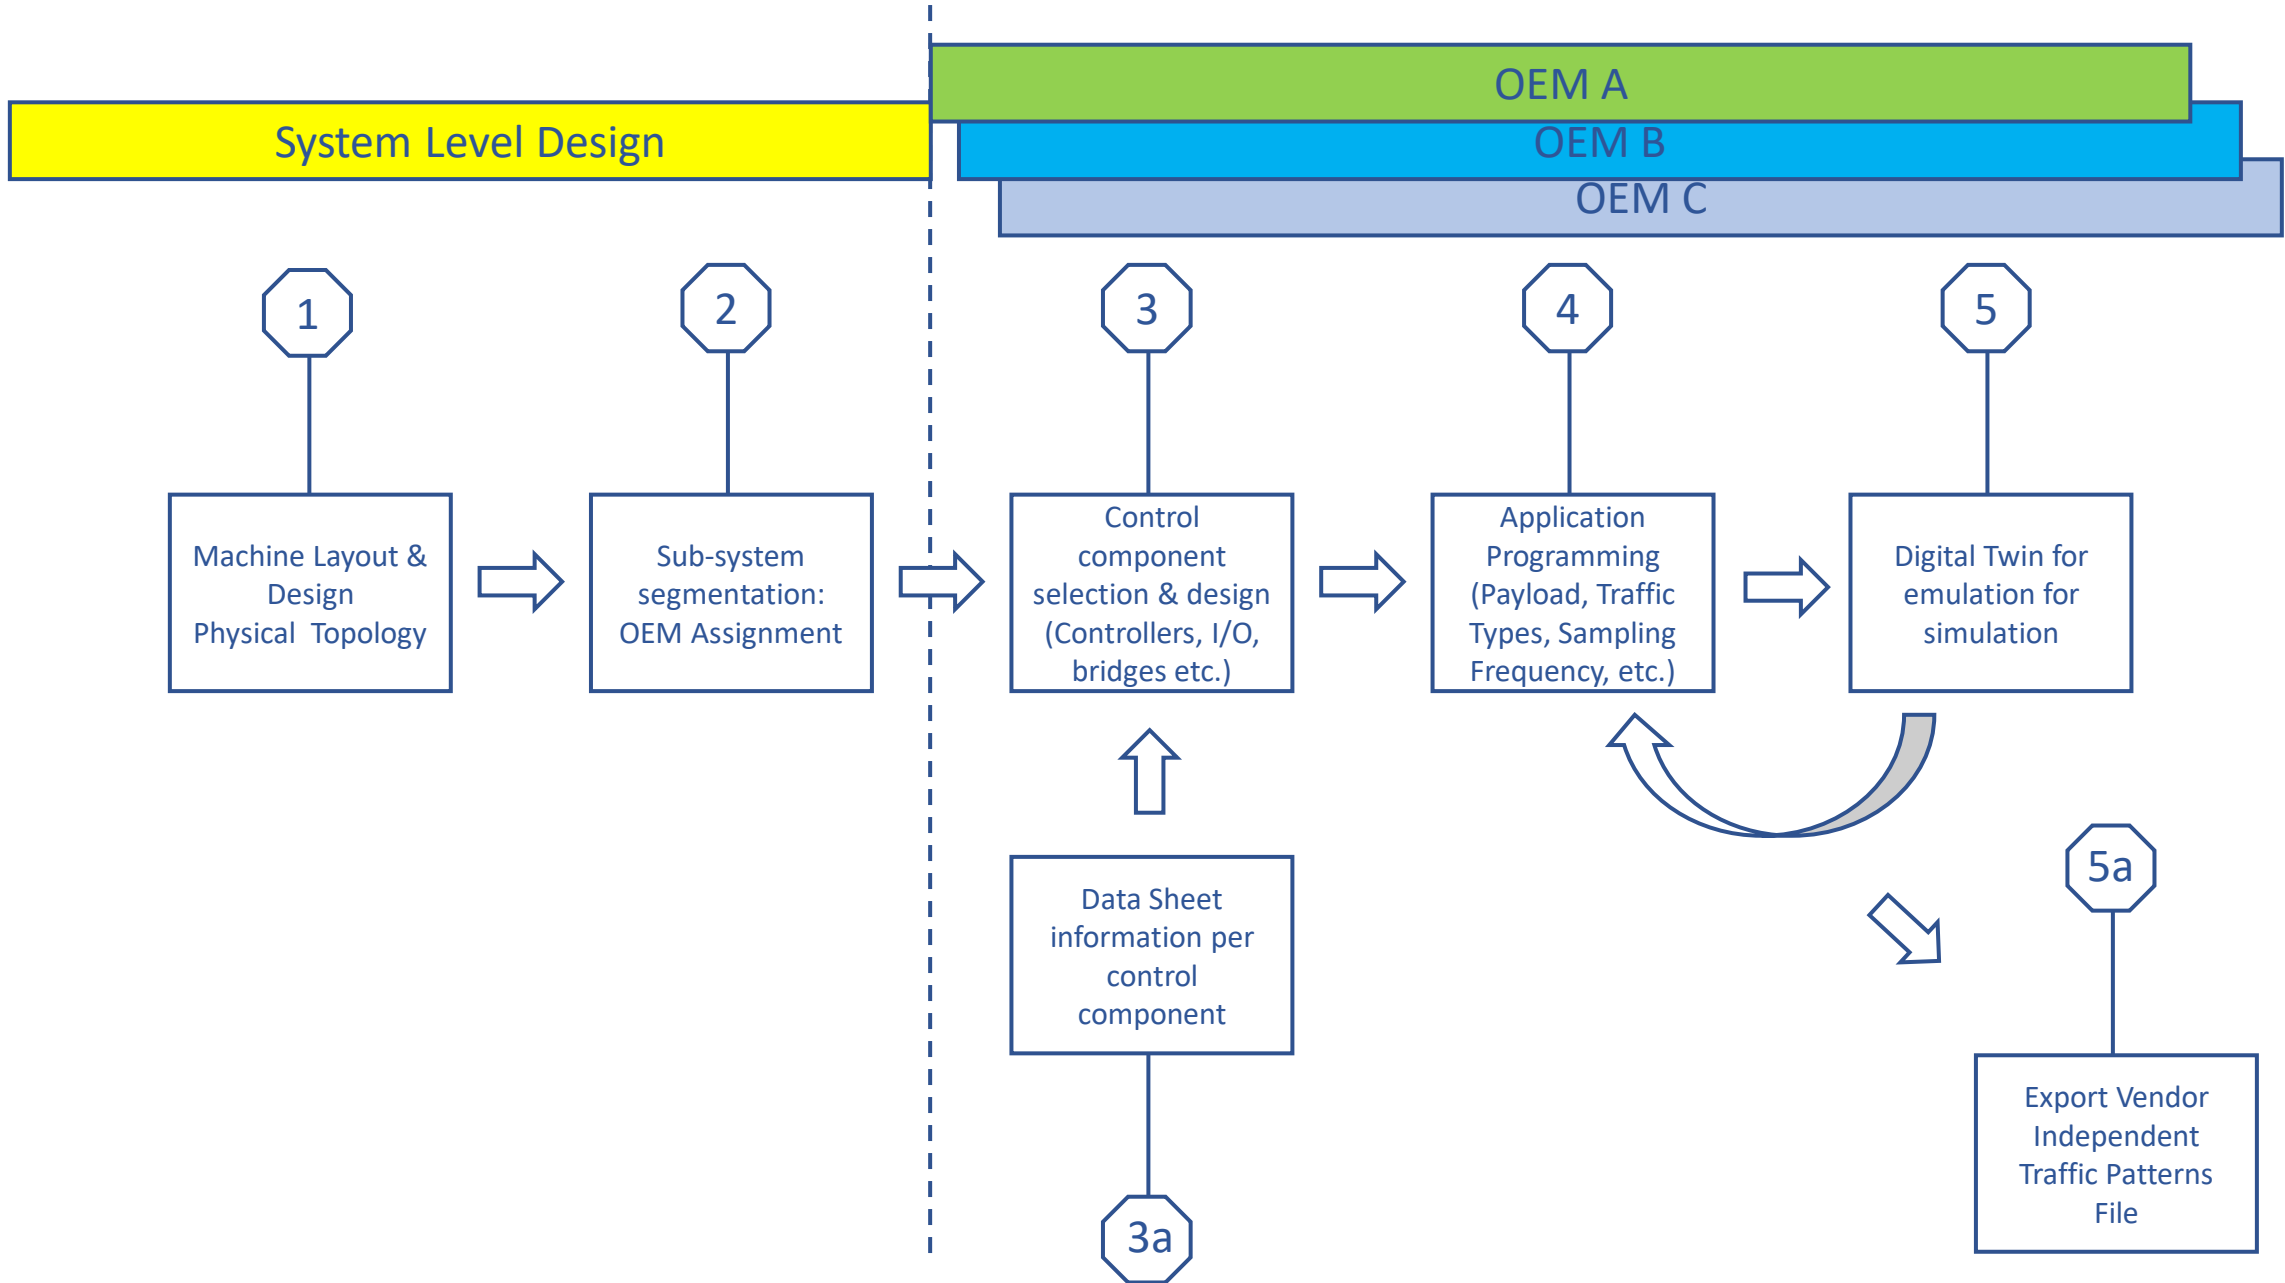 OEM A
System Level Design
OEM B
OEM C
1
2
3
4
5
Machine Layout &
Design
Physical  Topology
Sub-system
segmentation:
OEM Assignment
Control
component
selection & design
(Controllers, I/O,
bridges etc.)
Application
Programming
(Payload, Traffic
Types, Sampling
Frequency, etc.)
Digital Twin for
emulation for
simulation
Data Sheet
information per
control
component
3a
5a
Export Vendor
Independent
Traffic Patterns
File